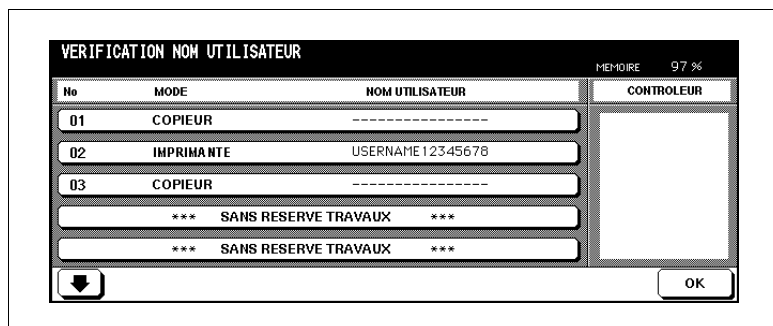 VERIFICATION NOM UTILISATEUR
MEMOIRE 97 %
No MODE NOM UTILISATEUR CONTROLEUR
01 COPIEUR ----------------
02 IMPRIMANTE USERNAME12345678
03 COPIEUR ----------------
*** SANS RESERVE TRAVAUX ***
*** SANS RESERVE TRAVAUX ***
OK